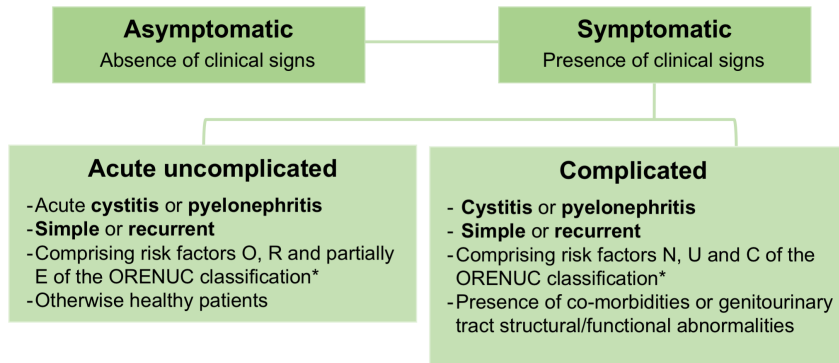 Asymptomatic
Absence of clinical signs
Symptomatic
Presence of clinical signs
Acute uncomplicated
-Acute cystitis or pyelonephritis
-Simple or recurrent
-Comprising risk factors O, R and partially
E of the ORENUC classification*
-Otherwise healthy patients
Complicated
- Cystitis or pyelonephritis
- Simple or recurrent
-Comprising risk factors N, U and C of the
ORENUC classification*
-Presence of co-morbidities or genitourinary
tract structural/functional abnormalities